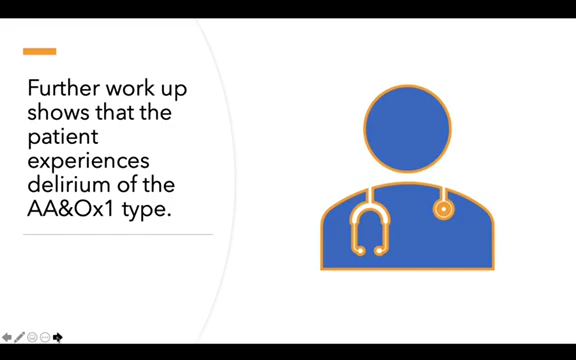 Further work up
shows that the
patient
experiences
delirium of the
AA&Ox1 type.